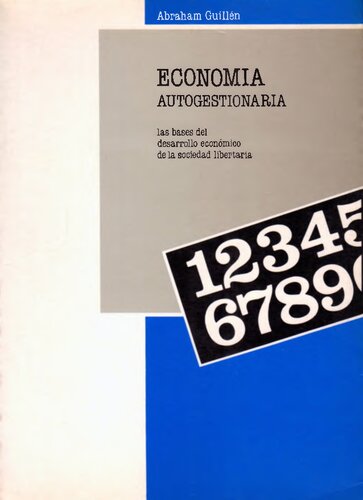 Abraham Guillén
ECONOMIA
AUTOGESTIONARIA
las bases del
desarrollo económico
de la sociedad libertaria
12345
67890